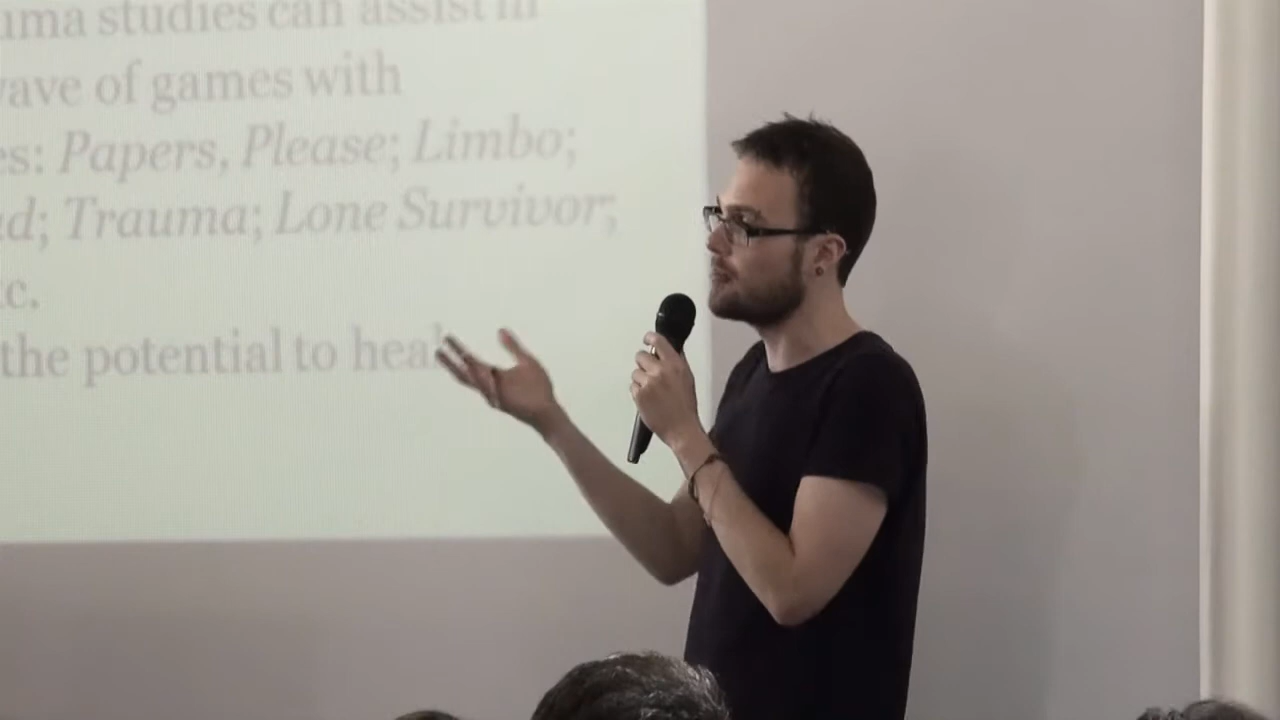 uma studies can assist in
wave of games with
es: Papers, Please; Limbo;
d; Trauma; Lone Survivor;
c.
the potential to heal